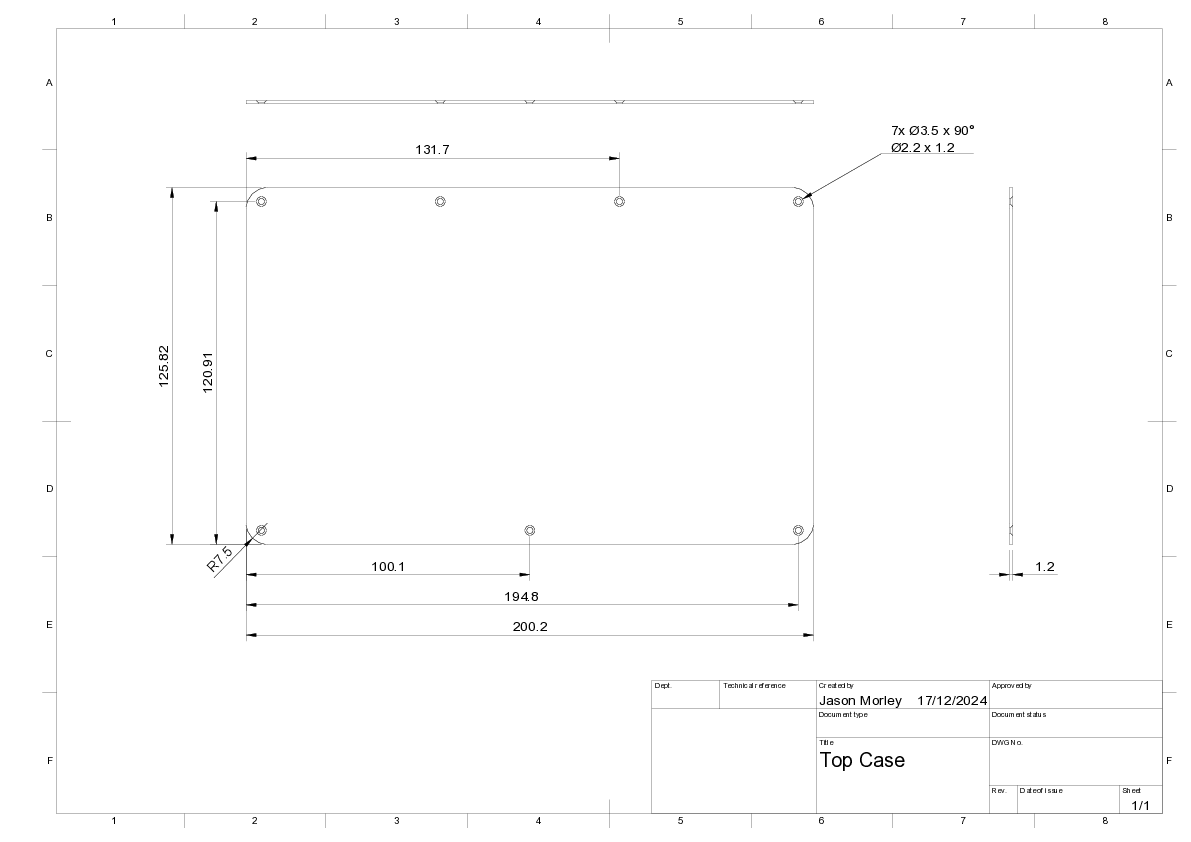 1 2 3 4 5 6 7 8
A A
131.7
7x Ø3.5 x 90°
Ø2.2 x 1.2
B B
125.82
120.91
C C
D D
R7.5
100.1
1.2
194.8
E E
200.2
Dept. Technical reference Created by Approved by
Jason Morley 17/12/2024
Document type Document status
Title DWG No.
Top Case
F F
Rev. Date of issue Sheet
1/1
1 2 3 4 5 6 7 8